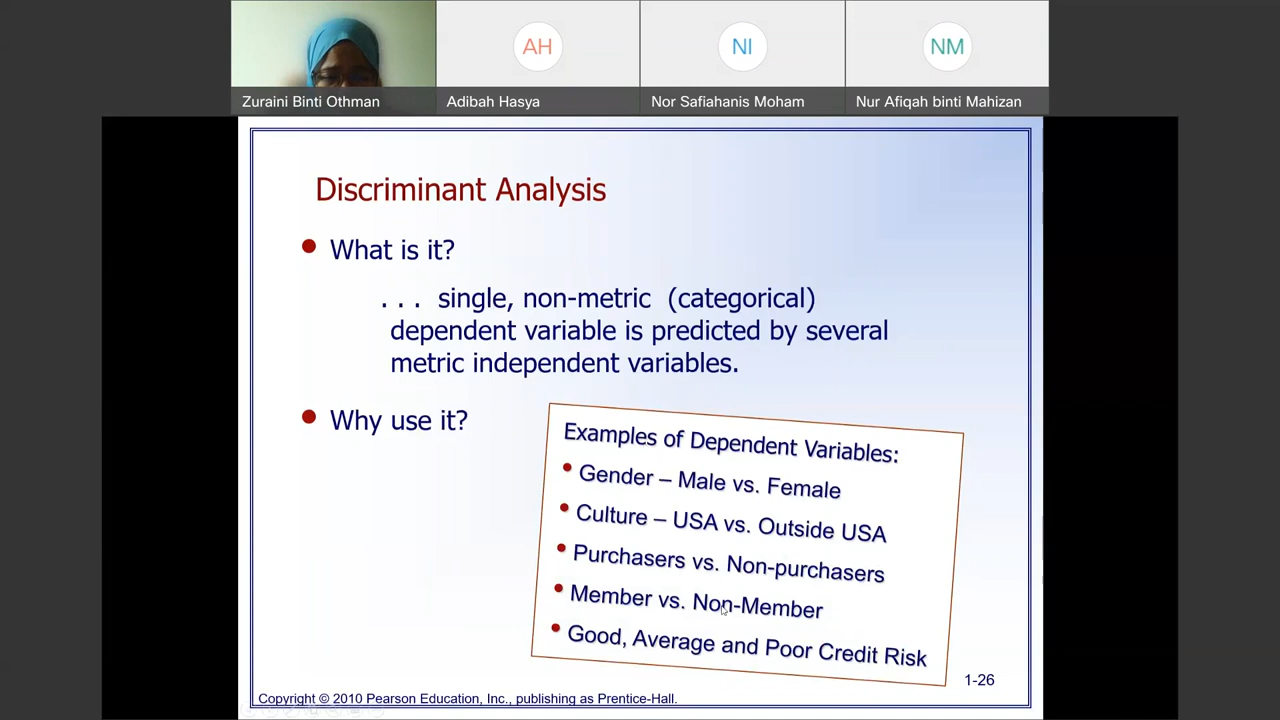 AH
NI
NM
Zuraini Binti Othman
Adibah Hasya
Nor Safiahanis Moham
Nur Afiqah binti Mahizan
Discriminant Analysis
• What is it?
. . . single, non-metric (categorical)
dependent variable is predicted by several
metric independent variables.
• Why use it?
Examples of Dependent Variables:
• Gender – Male vs. Female
• Culture – USA vs. Outside USA
• Purchasers vs. Non-purchasers
• Member vs. Non-Member
• Good, Average and Poor Credit Risk
1-26
Copyright © 2010 Pearson Education, Inc., publishing as Prentice-Hall.